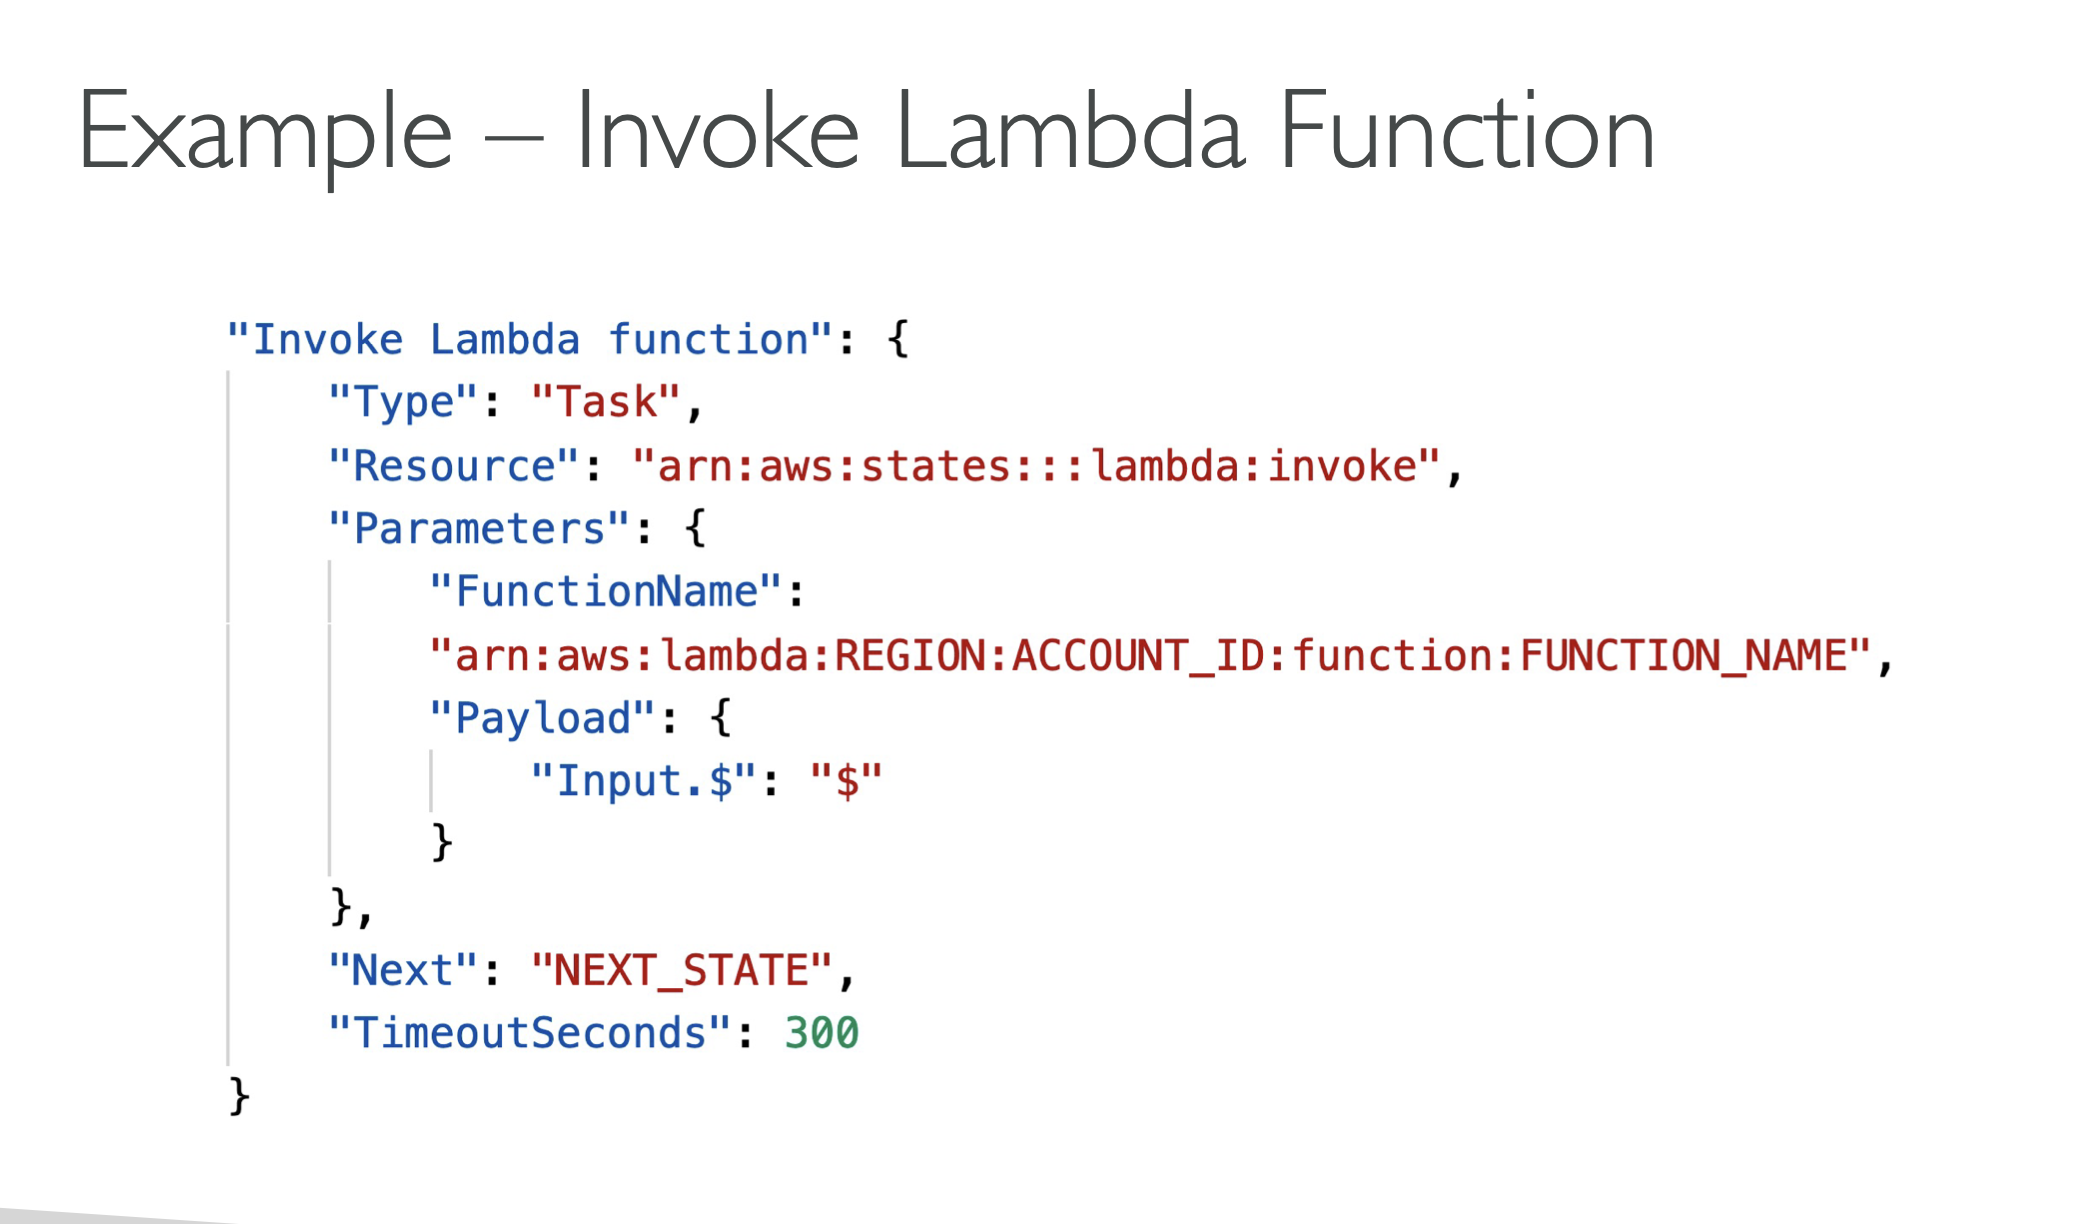 Example – Invoke Lambda Function
"Invoke Lambda function": {
"Type": "Task",
"Resource": "arn:aws:states:::lambda:invoke",
"Parameters": {
"FunctionName":
"arn:aws:lambda:REGION:ACCOUNT_ID:function:FUNCTION_NAME",
"Payload": {
"Input.$": "$"
}
},
"Next": "NEXT_STATE",
"TimeoutSeconds": 300
}